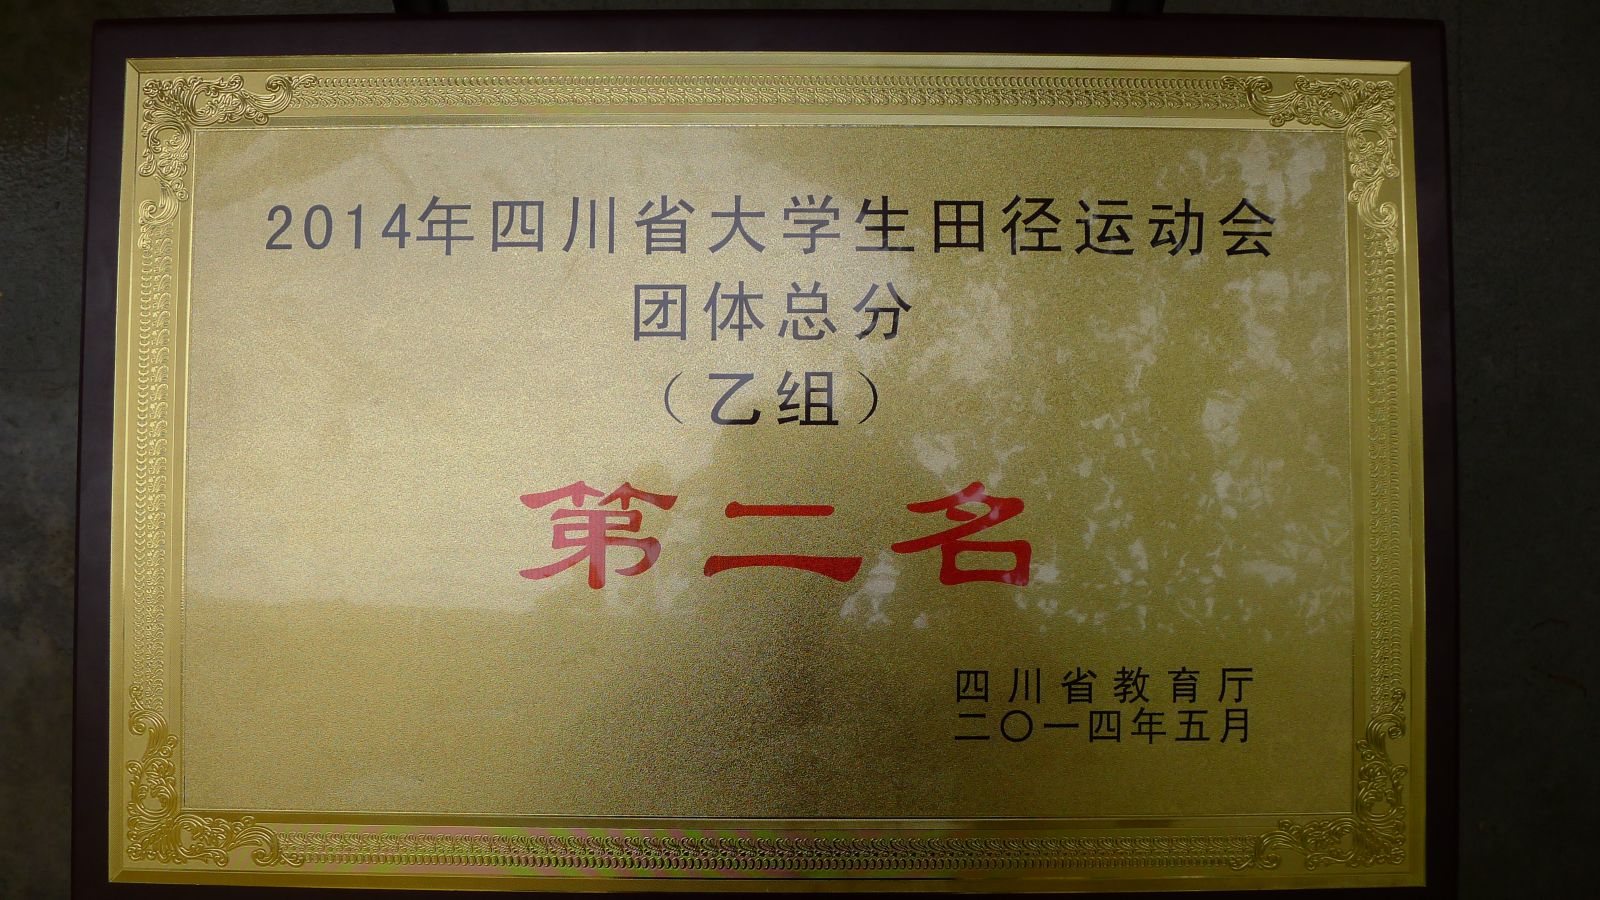 2014年四川省大学生田径运动会
团体总分
（乙组）
第二名
四川省教育厅
二〇一四年五月